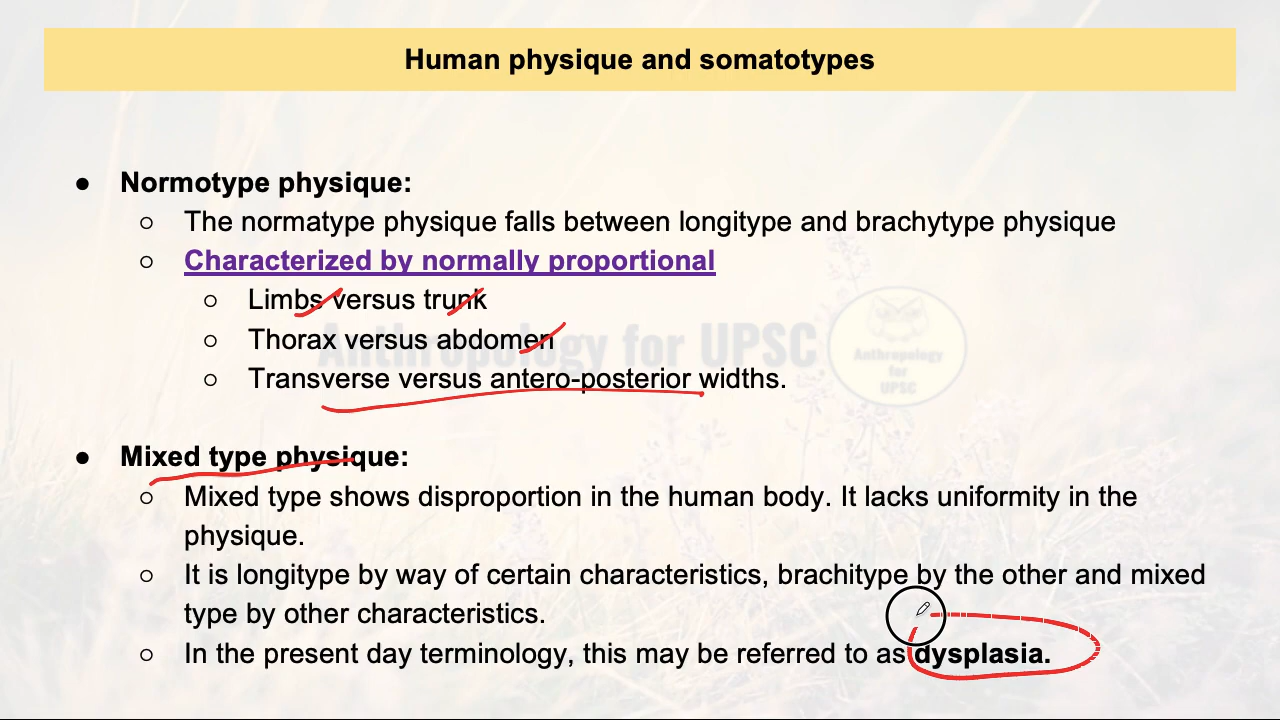 Human physique and somatotypes
● Normotype physique:
○ The normatype physique falls between longitype and brachytype physique
○ Characterized by normally proportional
○ Limbs versus trunk
○ Thorax versus abdomen
○ Transverse versus antero-posterior widths.
Anthropology for UPSC
Anthropology
for
UPSC
● Mixed type physique:
○ Mixed type shows disproportion in the human body. It lacks uniformity in the
physique.
○ It is longitype by way of certain characteristics, brachitype by the other and mixed
type by other characteristics.
○ In the present day terminology, this may be referred to as dysplasia.